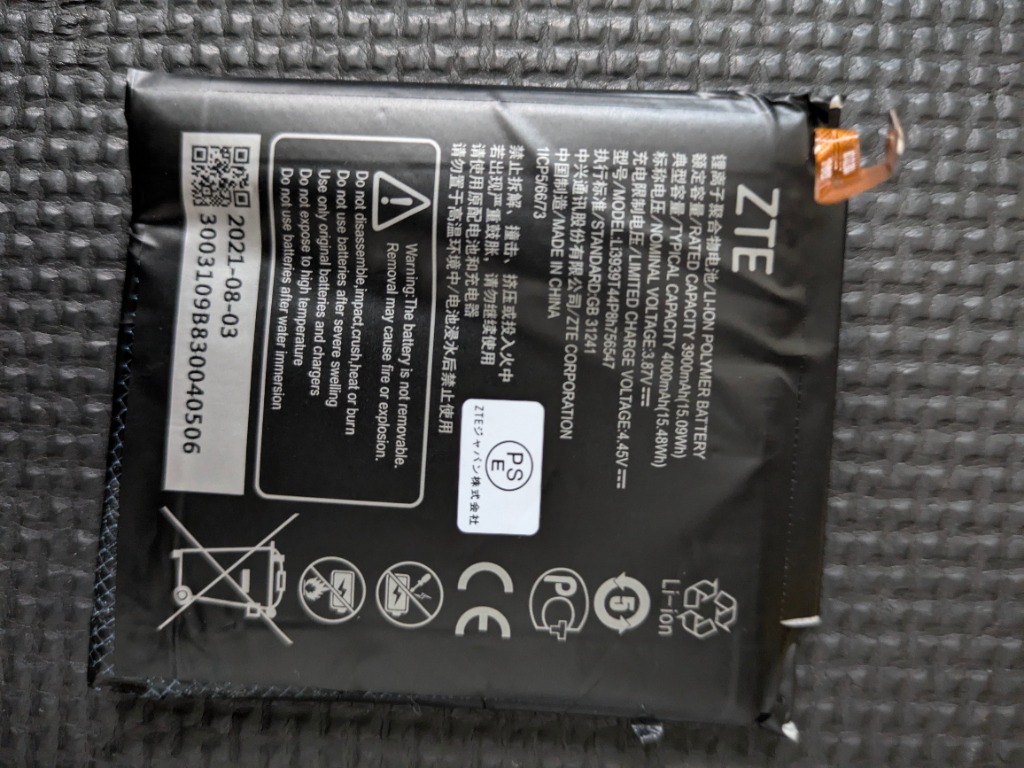 ZTE
锂离子聚合物电池/LI-ION POLYMER BATTERY
额定容量/RATED CAPACITY 3900mAh(15.09Wh)
典型容量/TYPICAL CAPACITY 4000mAh(15.48Wh)
标称电压/NOMINAL VOLTAGE:3.87V⎓
充电限制电压/LIMITED CHARGE VOLTAGE:4.45V⎓
型号/MODEL:Li3939T44P8h756547
执行标准/STANDARD:GB 31241
中兴通讯股份有限公司/ZTE CORPORATION
中国制造/MADE IN CHINA
1ICP5/66/73
禁止拆解、撞击、挤压或投入火中
若出现严重鼓胀,请勿继续使用
请使用原配电池和充电器
请勿置于高温环境中/电池浸水后禁止使用
Warning:The battery is not removable.
Removal may cause fire or explosion.
Do not disassemble,impact,crush,heat or burn
Do not use batteries after severe swelling
Use only original batteries and chargers
Do not expose to high temperature
Do not use batteries after water immersion
2021-08-03
3003109B83004050​6
PS
E
ZTEジャパン株式会社
Li-ion
5
PC
CE